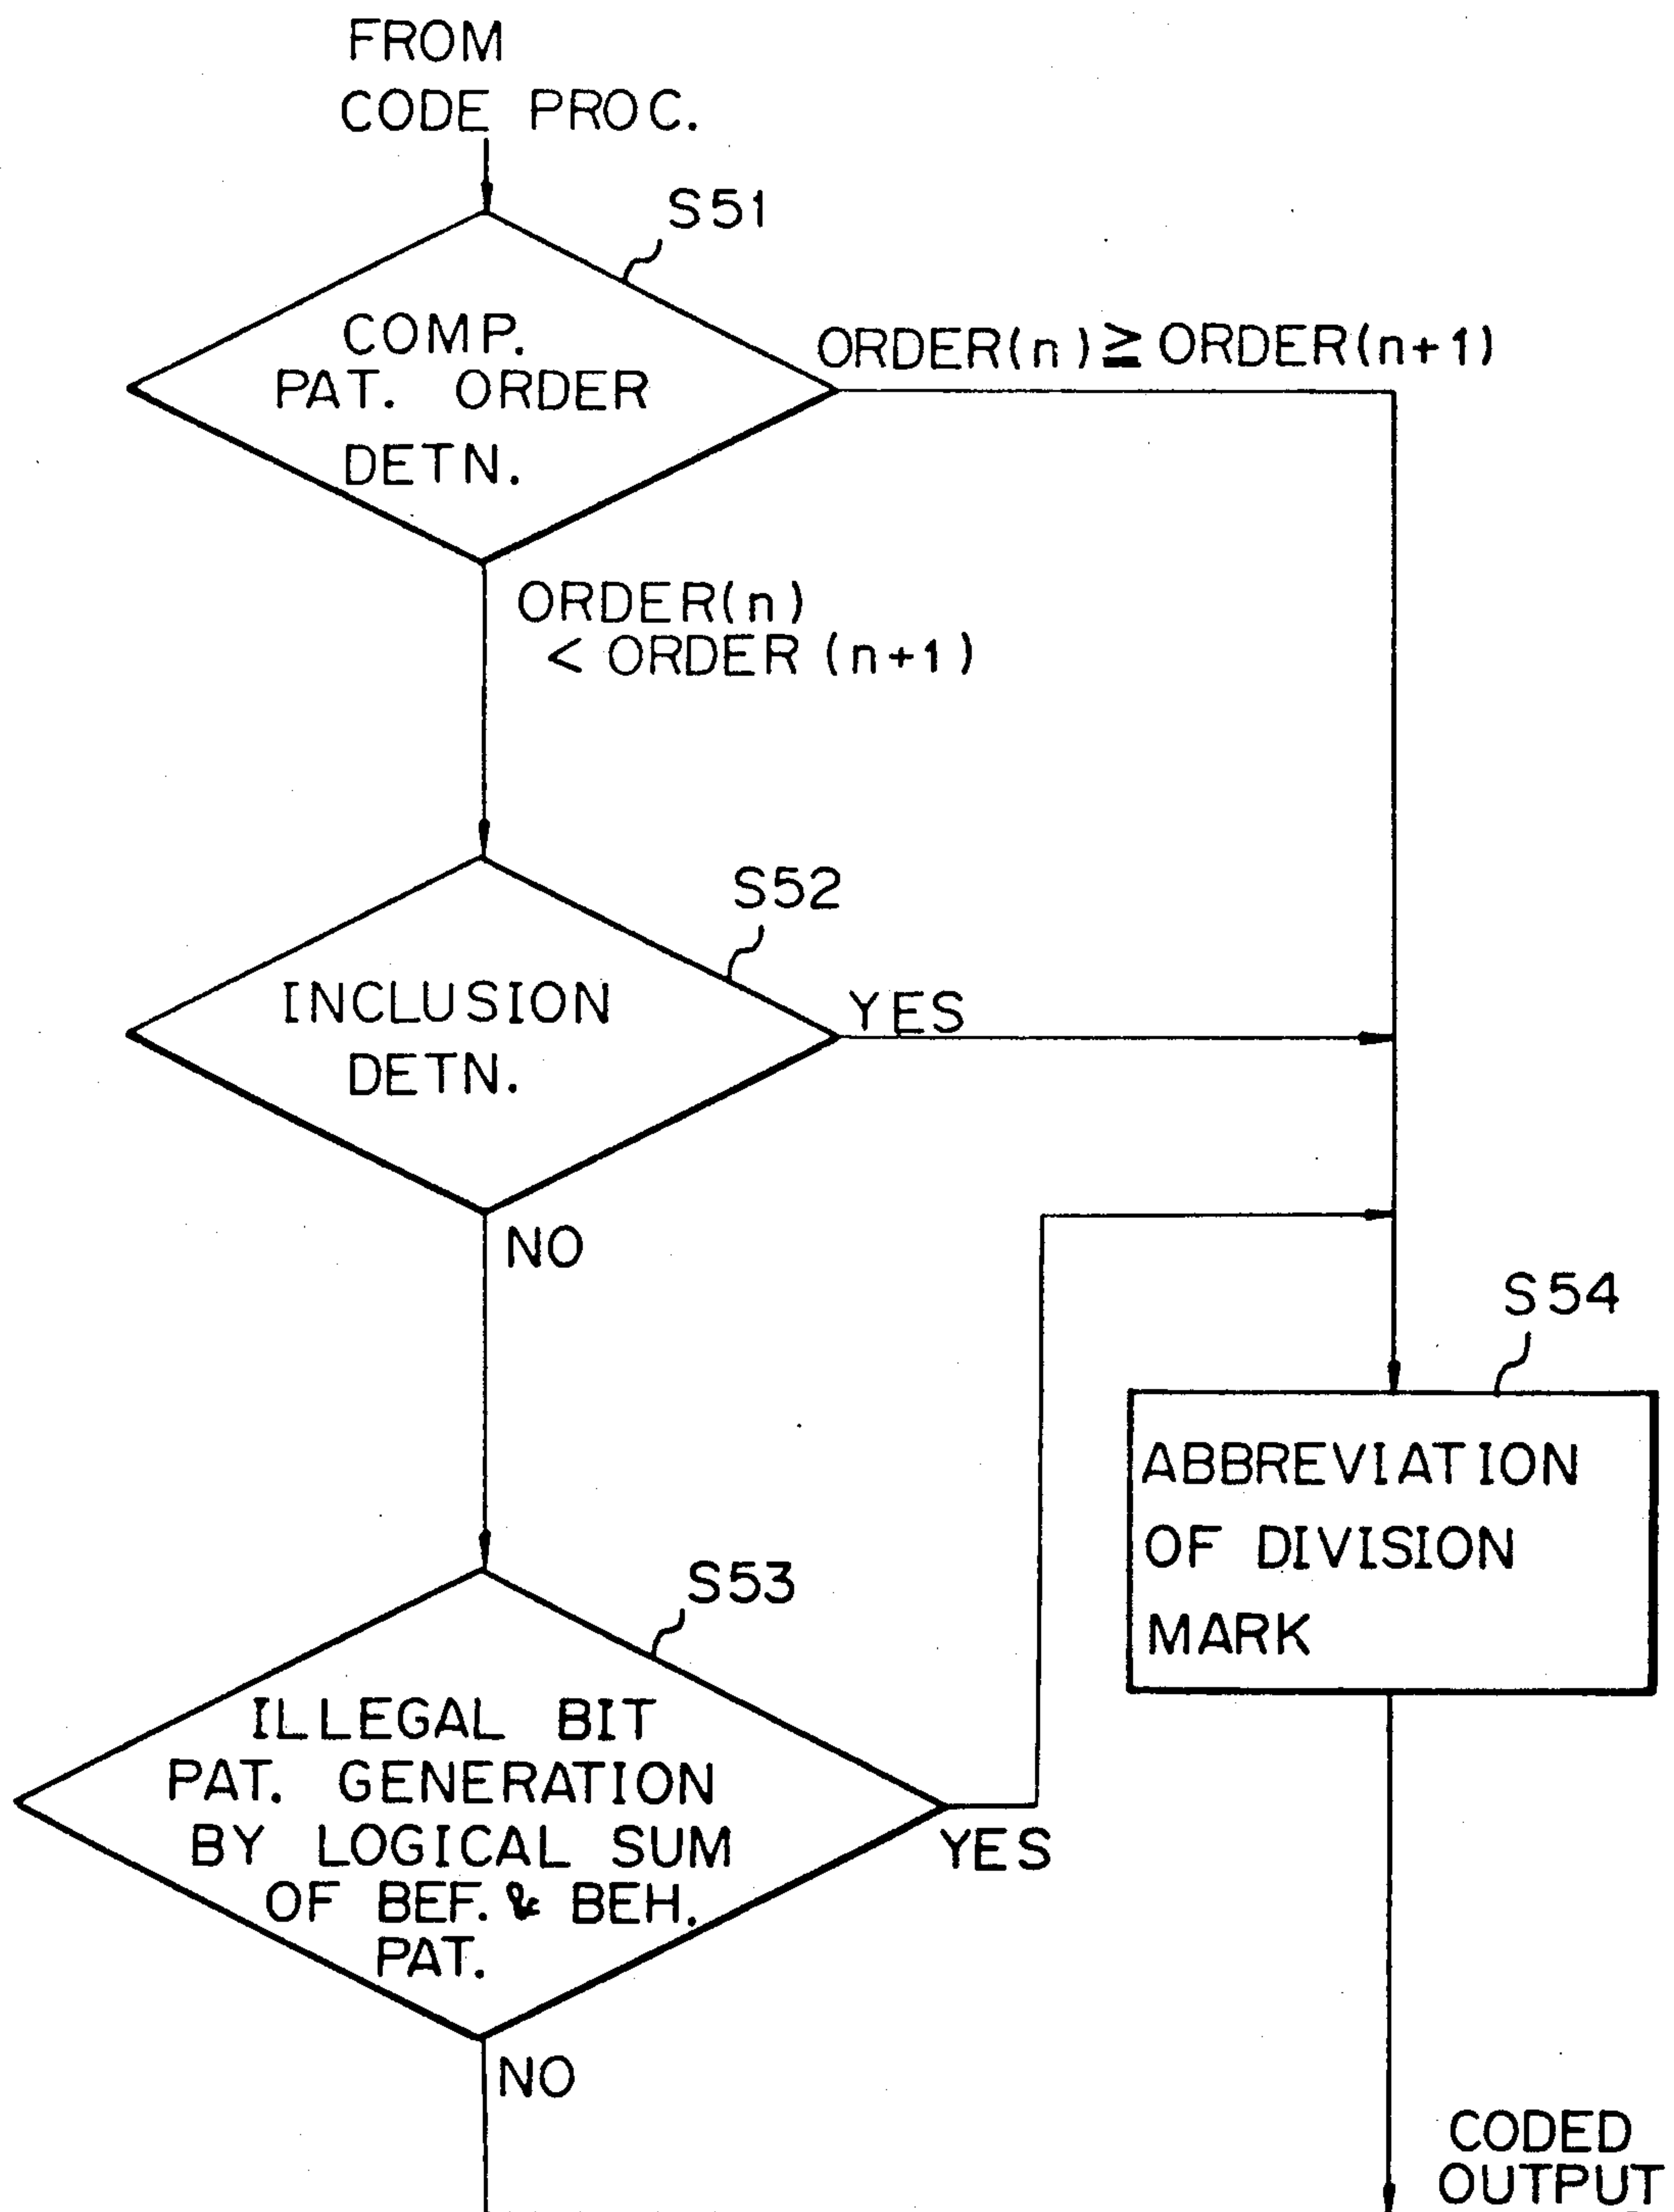 FROM
CODE PROC.
S51
COMP.
PAT. ORDER
DETN.
ORDER(n) ≧ ORDER(n+1)
ORDER(n)
< ORDER (n+1)
S52
INCLUSION
DETN.
YES
NO
S54
ABBREVIATION
OF DIVISION
MARK
S53
ILLEGAL BIT
PAT. GENERATION
BY LOGICAL SUM
OF BEF. & BEH.
PAT.
YES
NO
CODED
OUTPUT